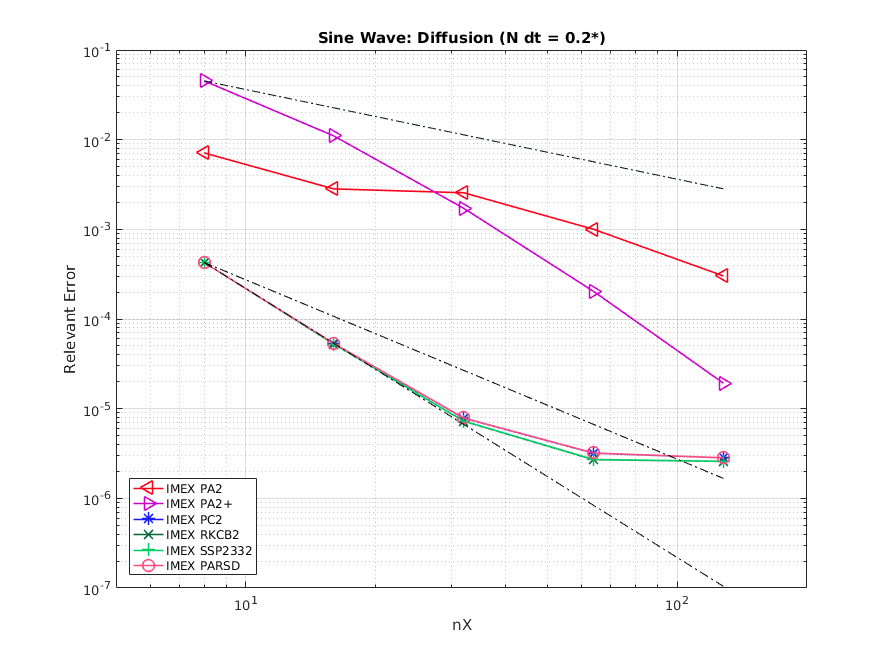 Sine Wave: Diffusion (N dt = 0.2*)
Relevant Error
10^-1
10^-2
10^-3
10^-4
10^-5
10^-6
10^-7
IMEX PA2
IMEX PA2+
IMEX PC2
IMEX RKCB2
IMEX SSP2332
IMEX PARSD
10^1
10^2
nX